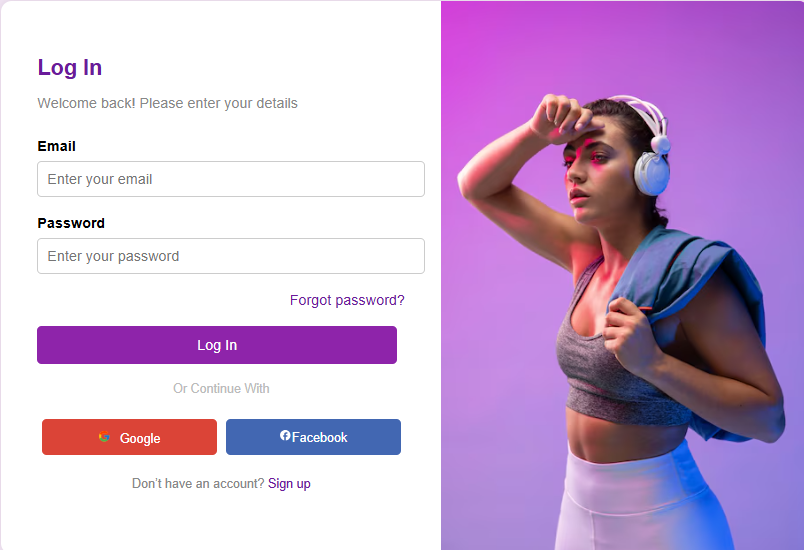 Log In
Welcome back! Please enter your details
Email
Enter your email
Password
Enter your password
Forgot password?
Log In
Or Continue With
Google
Facebook
Don't have an account? Sign up